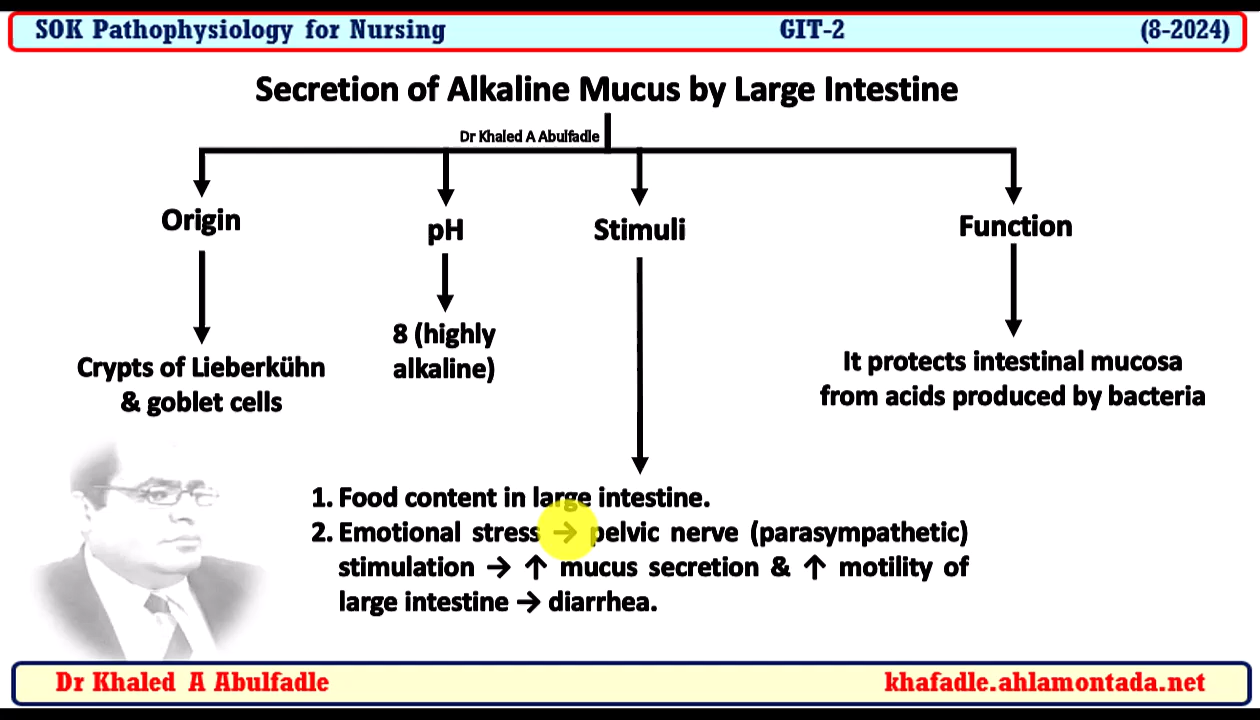 SOK Pathophysiology for Nursing GIT-2 (8-2024)
Secretion of Alkaline Mucus by Large Intestine
Dr Khaled A Abulfadle
Origin
pH
Stimuli
Function
Crypts of Lieberkühn
& goblet cells
8 (highly
alkaline)
It protects intestinal mucosa
from acids produced by bacteria
1. Food content in large intestine.
2. Emotional stress → pelvic nerve (parasympathetic)
stimulation → ↑ mucus secretion & ↑ motility of
large intestine → diarrhea.
Dr Khaled A Abulfadle khafadle.ahlamontada.net